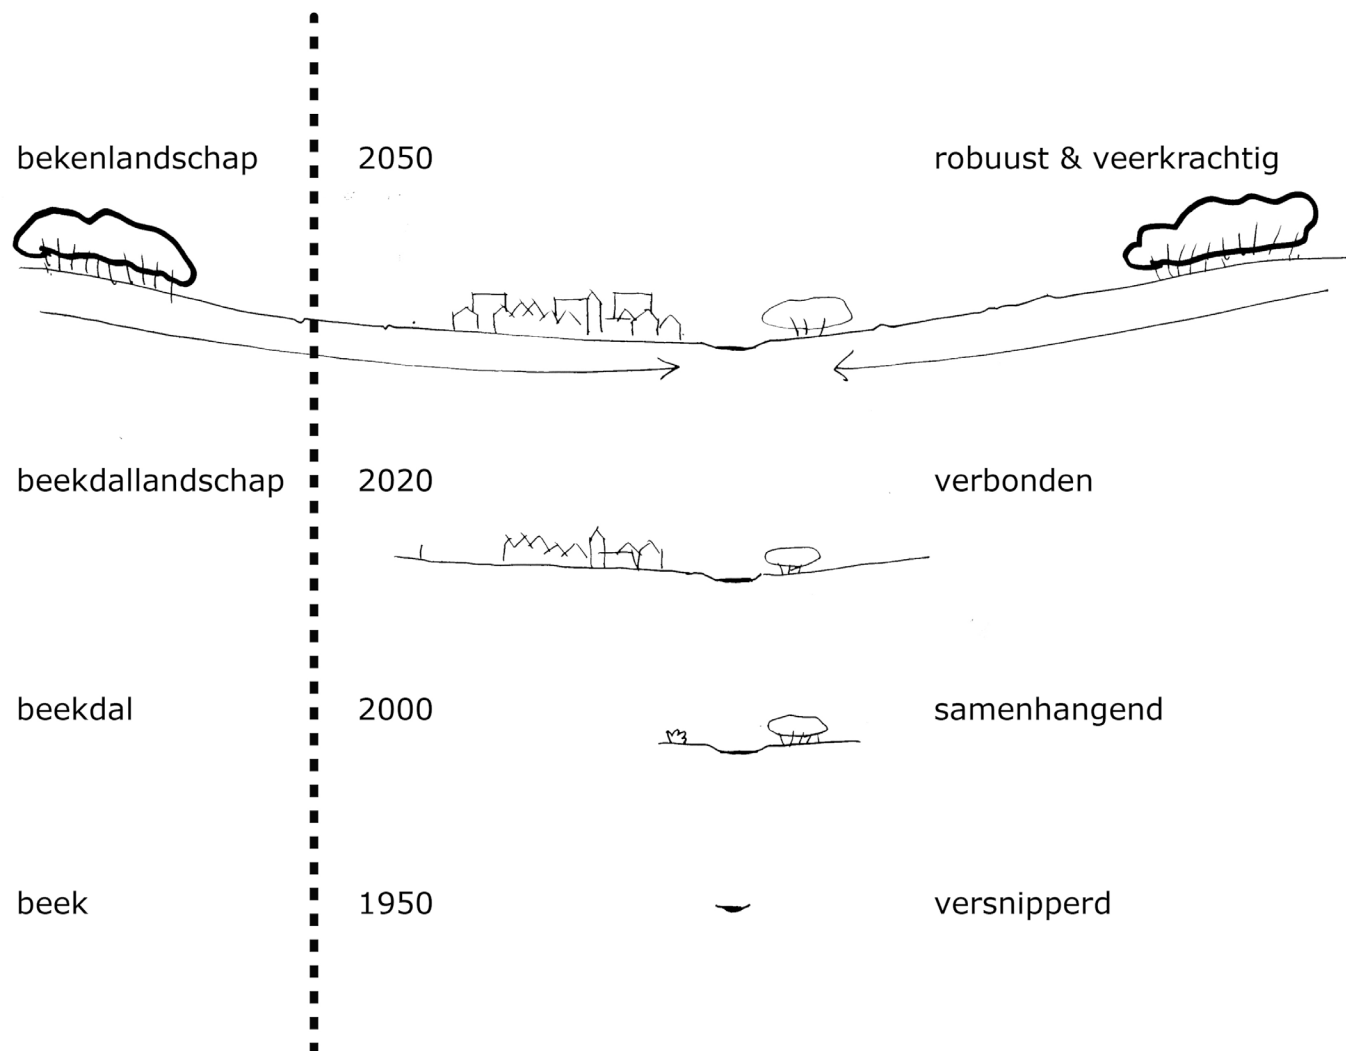 bekenlandschap 2050 robuust & veerkrachtig
beekdallandschap 2020 verbonden
beekdal 2000 samenhangend
beek 1950 versnipperd